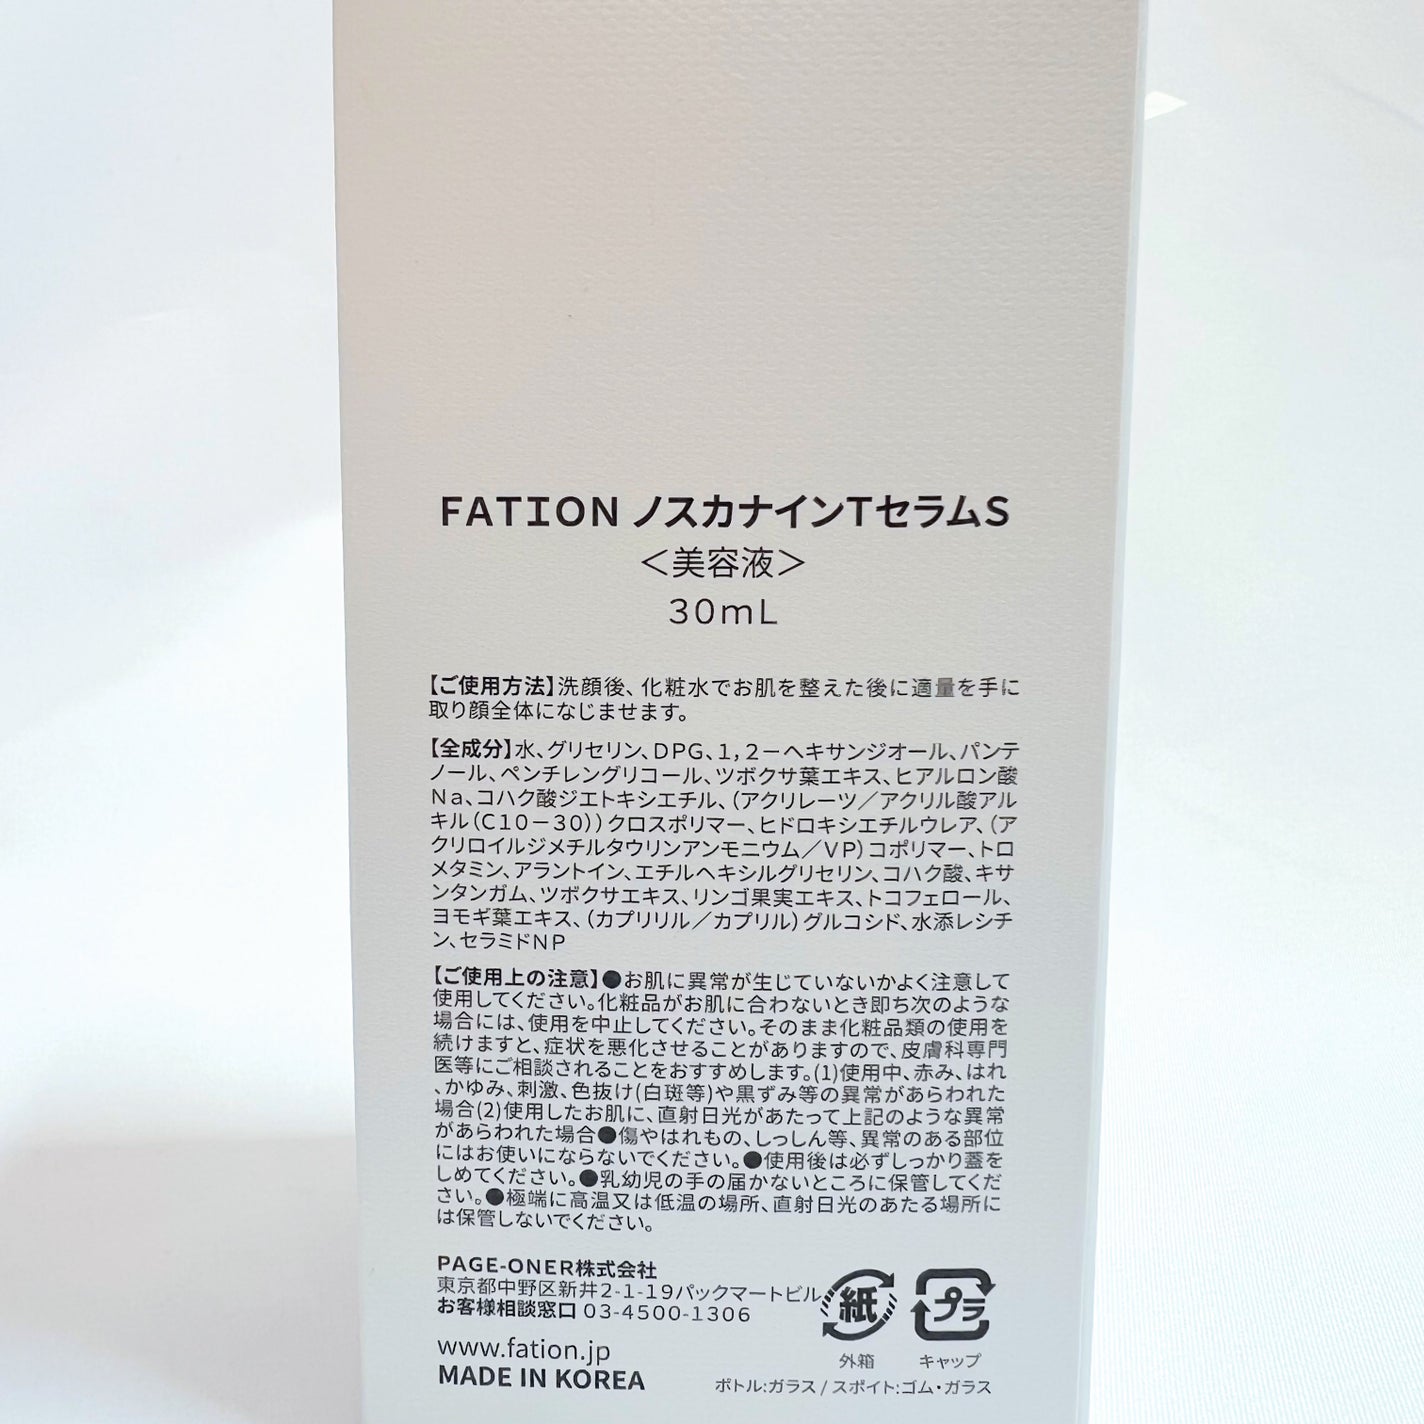 FATION ノスカナインTセラムS
＜美容液＞
30mL
【ご使用方法】洗顔後、化粧水でお肌を整えた後に適量を手に
取り顔全体になじませます。
【全成分】水、グリセリン、DPG、1,2－ヘキサンジオール、パンテ
ノール、ペンチレングリコール、ツボクサ葉エキス、ヒアルロン酸
Na、コハク酸ジエトキシエチル、（アクリレーツ／アクリル酸アル
キル（C10－30））クロスポリマー、ヒドロキシエチルウレア、（ア
クリロイルジメチルタウリンアンモニウム／VP）コポリマー、トロ
メタミン、アラントイン、エチルヘキシルグリセリン、コハク酸、キサ
ンタンガム、ツボクサエキス、リンゴ果実エキス、トコフェロール、
ヨモギ葉エキス、（カプリリル／カプリル）グルコシド、水添レシチ
ン、セラミドNP
【ご使用上の注意】●お肌に異常が生じていないかよく注意して
使用してください。化粧品がお肌に合わないとき即ち次のような
場合には、使用を中止してください。そのまま化粧品類の使用を
続けますと、症状を悪化させることがありますので、皮膚科専門
医等にご相談されることをおすすめします。(1)使用中、赤み、はれ
、かゆみ、刺激、色抜け(白斑等)や黒ずみ等の異常があらわれた
場合(2)使用したお肌に、直射日光があたって上記のような異常
があらわれた場合●傷やはれもの、しっしん等、異常のある部位
にはお使いにならないでください。●使用後は必ずしっかり蓋を
しめてください。●乳幼児の手の届かないところに保管してくだ
さい。●極端に高温又は低温の場所、直射日光のあたる場所に
は保管しないでください。
PAGE-ONER株式会社
東京都中野区新井2-1-19パックマートビル
お客様相談窓口 03-4500-1306
www.fation.jp
MADE IN KOREA
紙 プラ
外箱 キャップ
ボトル:ガラス / スポイト:ゴム・ガラス